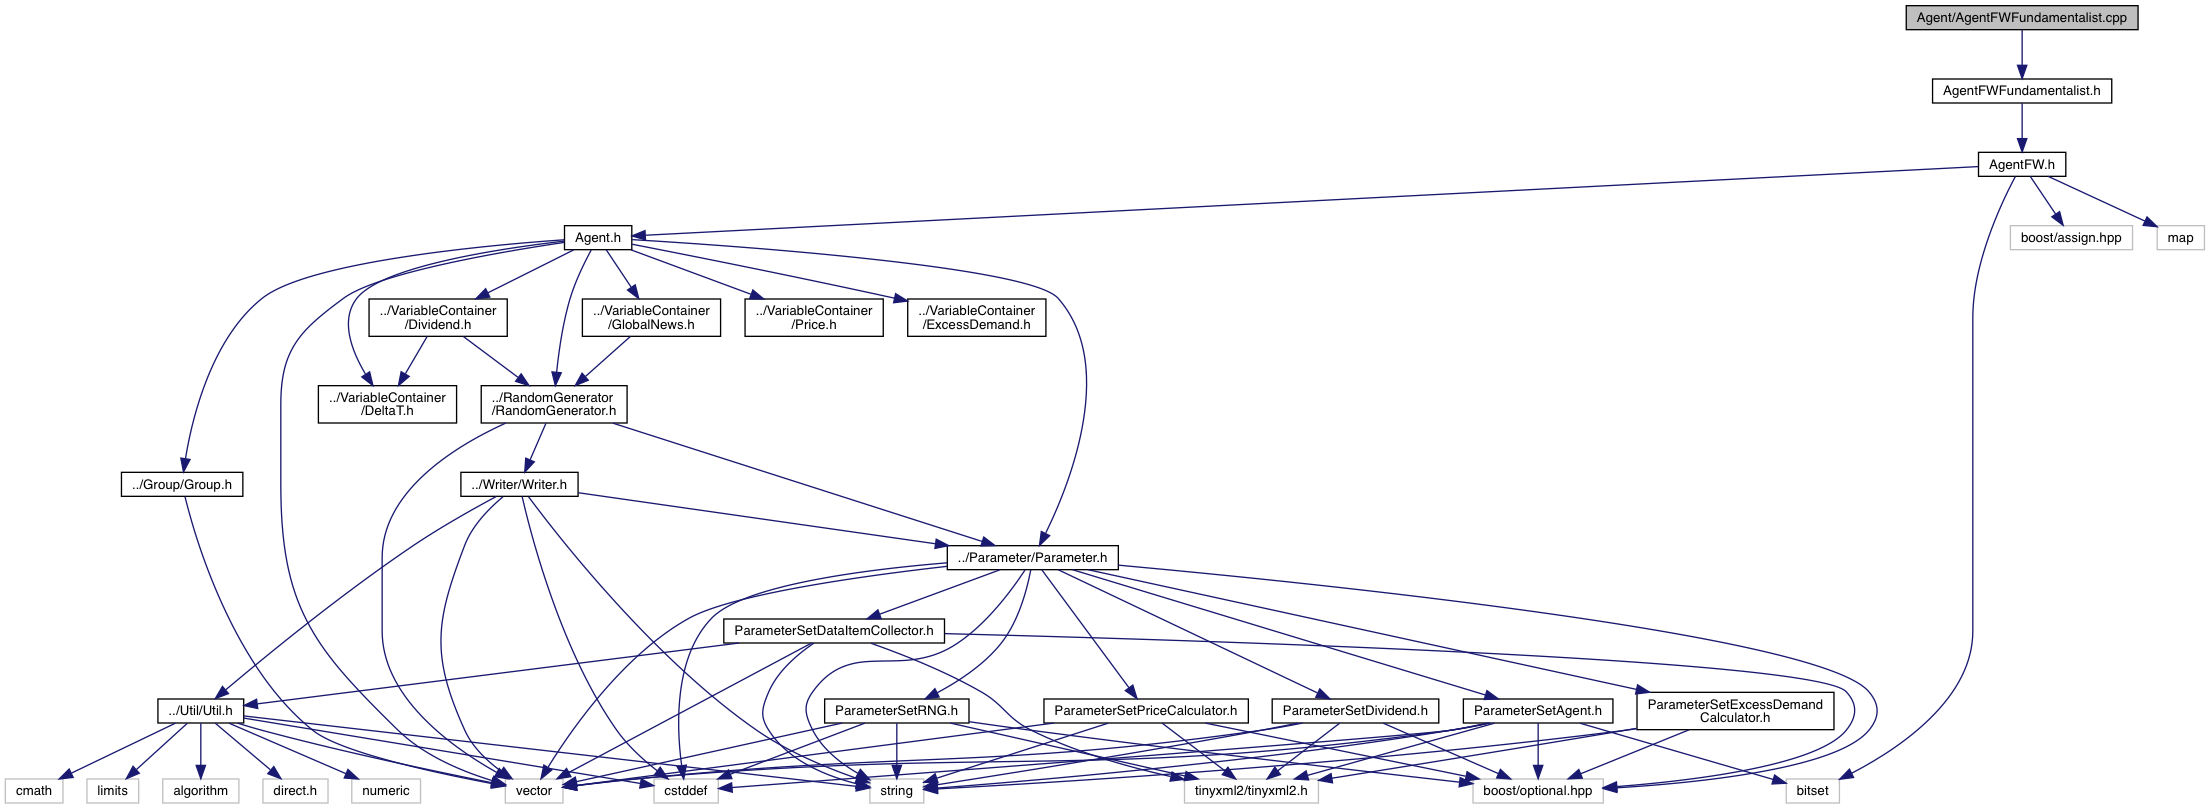 Agent/AgentFWFundamentalist.cpp
AgentFWFundamentalist.h
AgentFW.h
Agent.h
boost/assign.hpp
map
../VariableContainer
/Dividend.h
../VariableContainer
/GlobalNews.h
../VariableContainer
/Price.h
../VariableContainer
/ExcessDemand.h
../VariableContainer
/DeltaT.h
../RandomGenerator
/RandomGenerator.h
../Group/Group.h
../Writer/Writer.h
../Parameter/Parameter.h
ParameterSetDataItemCollector.h
../Util/Util.h
ParameterSetRNG.h
ParameterSetPriceCalculator.h
ParameterSetDividend.h
ParameterSetAgent.h
ParameterSetExcessDemand
Calculator.h
cmath
limits
algorithm
direct.h
numeric
vector
cstddef
string
tinyxml2/tinyxml2.h
boost/optional.hpp
bitset